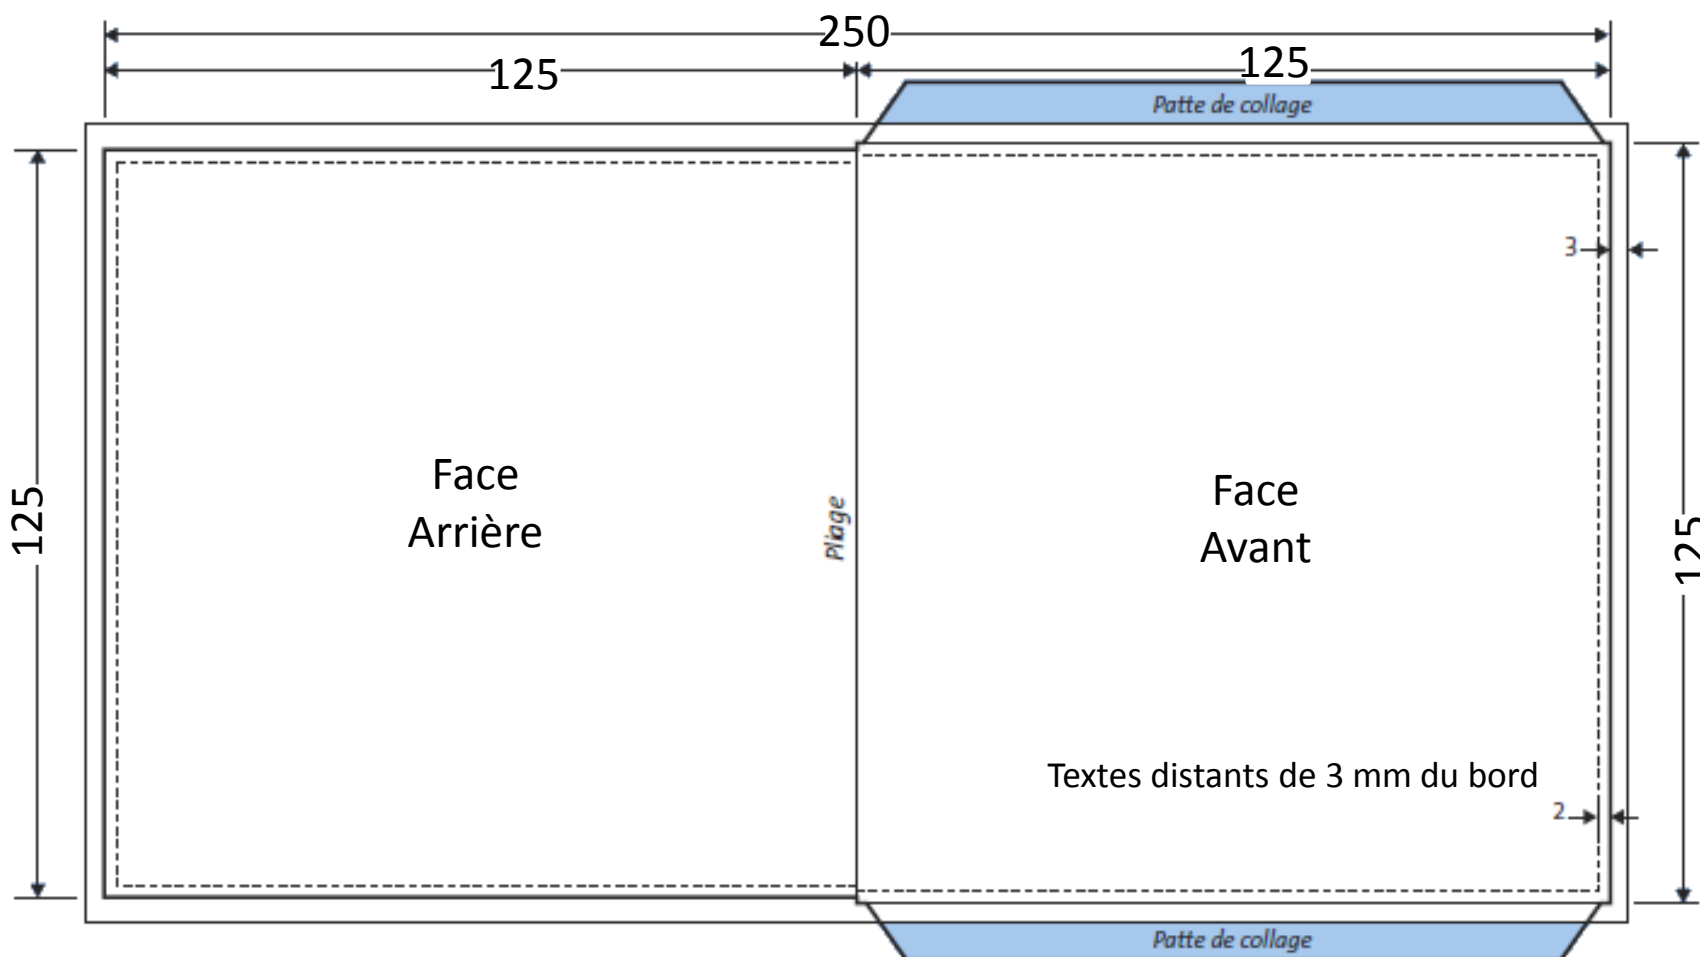 250
125
125
Patte de collage
3
125
Face
Arrière
Pliage
Face
Avant
125
Textes distants de 3 mm du bord
2
Patte de collage